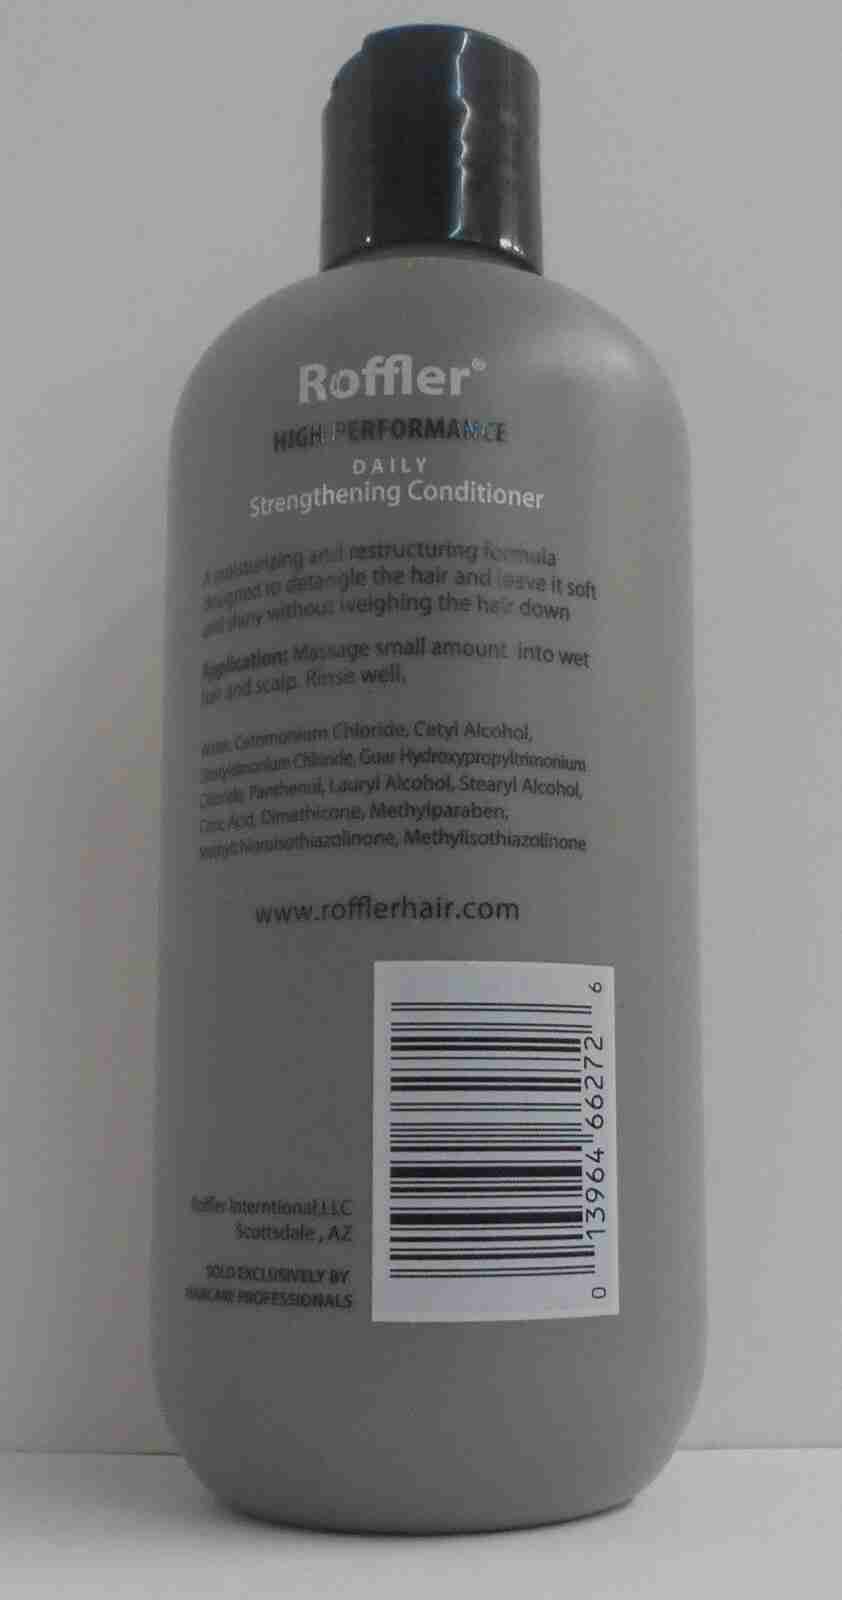 Roffler®
HIGH PERFORMANCE
DAILY
Strengthening Conditioner
A moisturizing and restructuring formula
designed to detangle the hair and leave it soft
and shiny without weighing the hair down
Application: Massage small amount into wet
hair and scalp. Rinse well.
Water, Cetrimonium Chloride, Cetyl Alcohol,
Chloride, Guar Hydroxypropyltrimonium
Chloride, Panthenol, Lauryl Alcohol, Stearyl Alcohol,
Citric Acid, Dimethicone, Methylparaben,
Methylchloroisothiazolinone, Methylisothiazolinone
www.rofflerhair.com
Roffler Interntional,LLC
Scottsdale , AZ
SOLD EXCLUSIVELY BY
HAIRCARE PROFESSIONALS
0 13964 66272 6